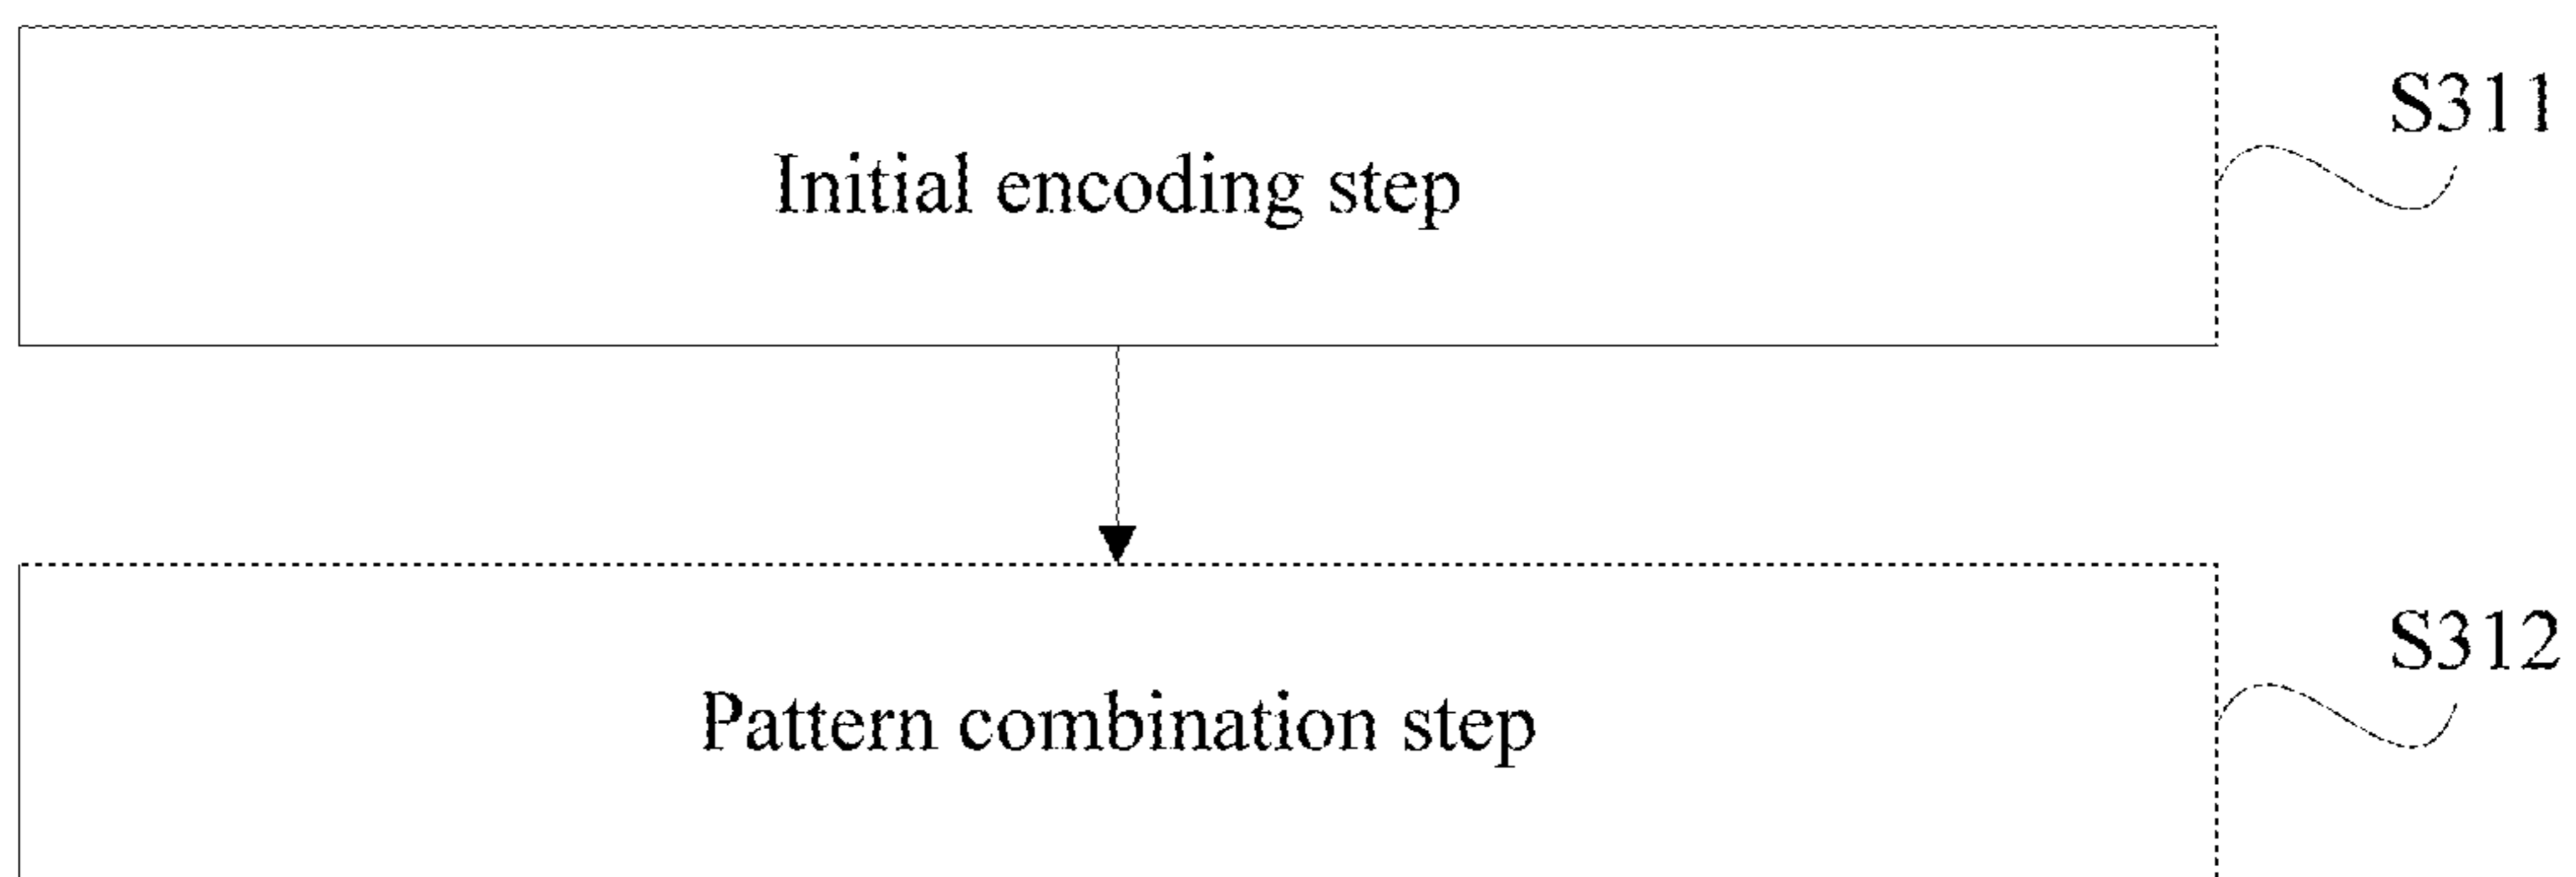 S311
Initial encoding step
S312
Pattern combination step